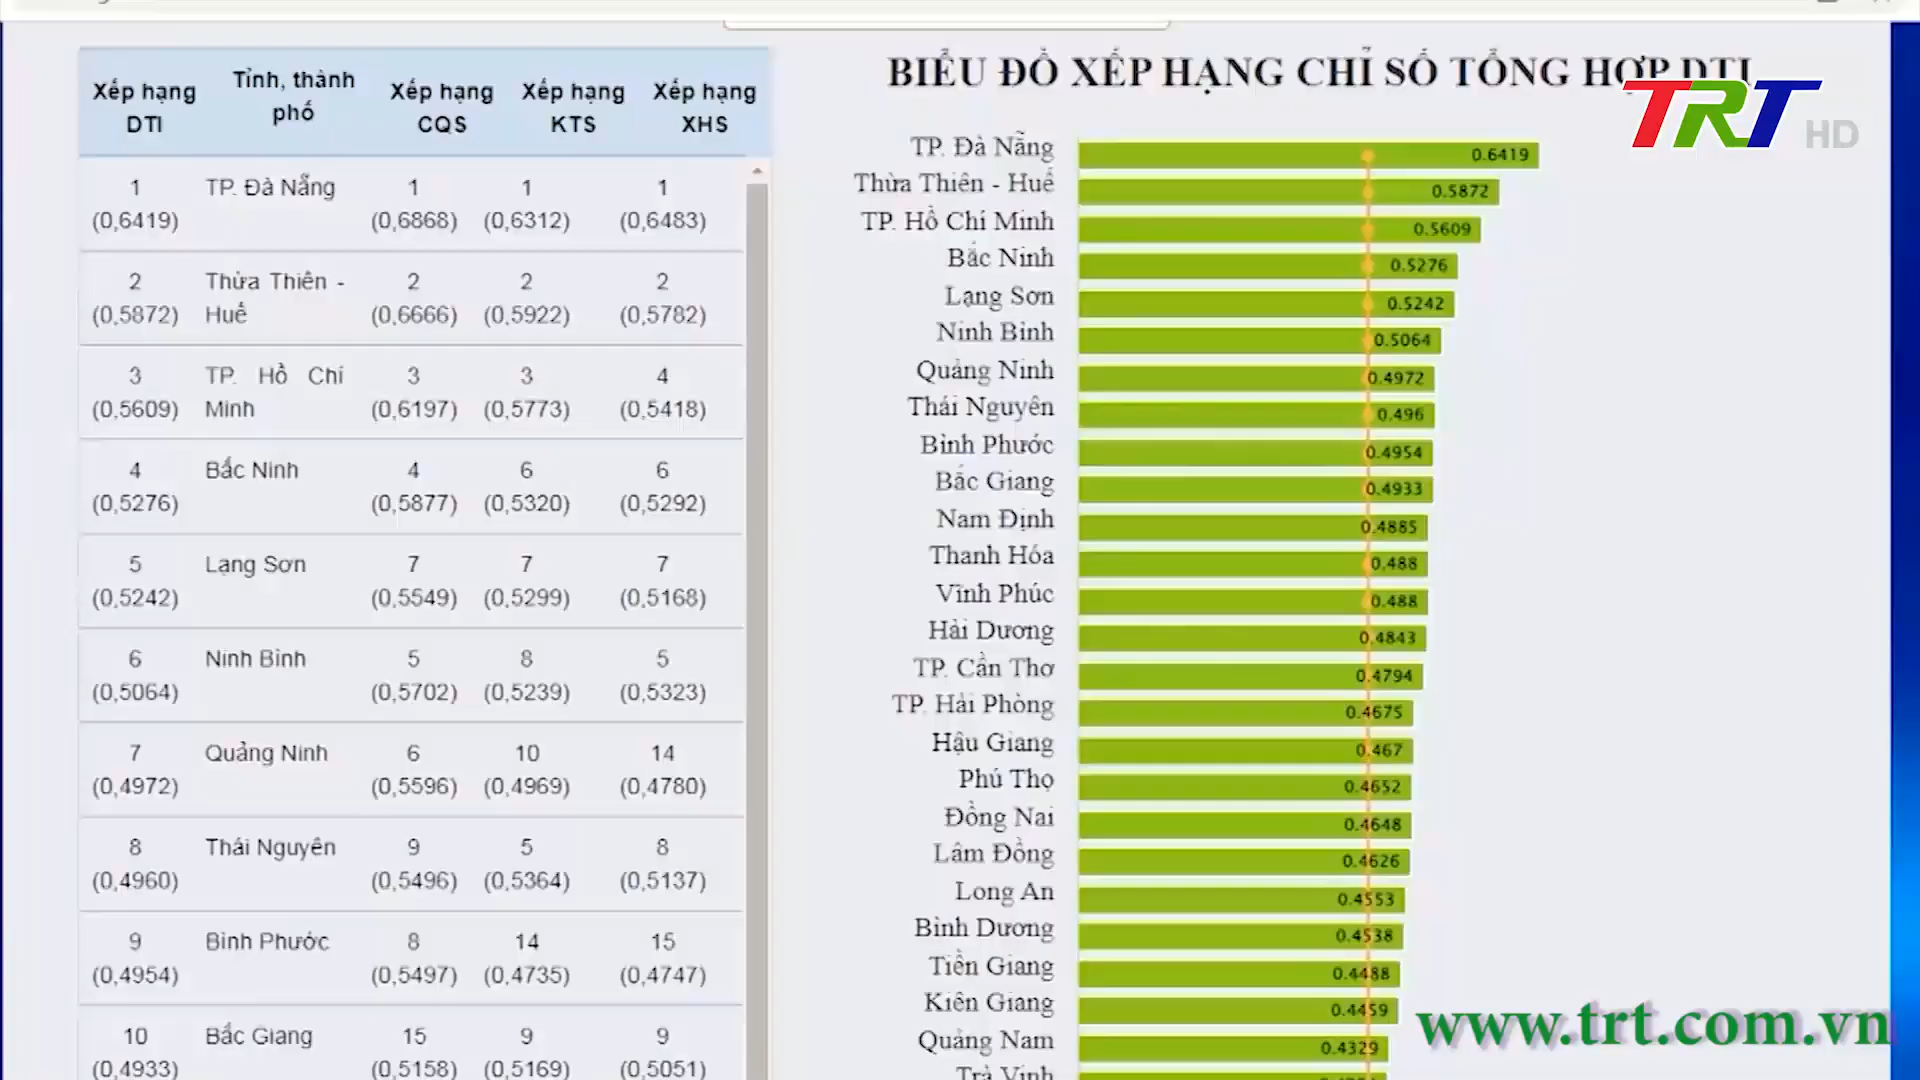 Xếp hạng DTI
Tỉnh, thành phố
Xếp hạng CQS
Xếp hạng KTS
Xếp hạng XHS
1 TP. Đà Nẵng 1 1 1
(0,6419) (0,6868) (0,6312) (0,6483)
2 Thừa Thiên - 2 2 2
(0,5872) Huế (0,6666) (0,5922) (0,5782)
3 TP. Hồ Chí 3 3 4
(0,5609) Minh (0,6197) (0,5773) (0,5418)
4 Bắc Ninh 4 6 6
(0,5276) (0,5877) (0,5320) (0,5292)
5 Lạng Sơn 7 7 7
(0,5242) (0,5549) (0,5299) (0,5168)
6 Ninh Bình 5 8 5
(0,5064) (0,5702) (0,5239) (0,5323)
7 Quảng Ninh 6 10 14
(0,4972) (0,5596) (0,4969) (0,4780)
8 Thái Nguyên 9 5 8
(0,4960) (0,5496) (0,5364) (0,5137)
9 Bình Phước 8 14 15
(0,4954) (0,5497) (0,4735) (0,4747)
10 Bắc Giang 15 9 9
(0,4933) (0,5158) (0,5169) (0,5051)
BIỂU ĐỒ XẾP HẠNG CHỈ SỐ TỔNG HỢP DTI
TRT HD
TP. Đà Nẵng 0.6419
Thừa Thiên - Huế 0.5872
TP. Hồ Chí Minh 0.5609
Bắc Ninh 0.5276
Lạng Sơn 0.5242
Ninh Bình 0.5064
Quảng Ninh 0.4972
Thái Nguyên 0.496
Bình Phước 0.4954
Bắc Giang 0.4933
Nam Định 0.4885
Thanh Hóa 0.488
Vĩnh Phúc 0.488
Hải Dương 0.4843
TP. Cần Thơ 0.4794
TP. Hải Phòng 0.4675
Hậu Giang 0.467
Phú Thọ 0.4652
Đồng Nai 0.4648
Lâm Đồng 0.4626
Long An 0.4553
Bình Dương 0.4538
Tiền Giang 0.4488
Kiên Giang 0.4459
Quảng Nam 0.4329
Trà Vinh
www.trt.com.vn